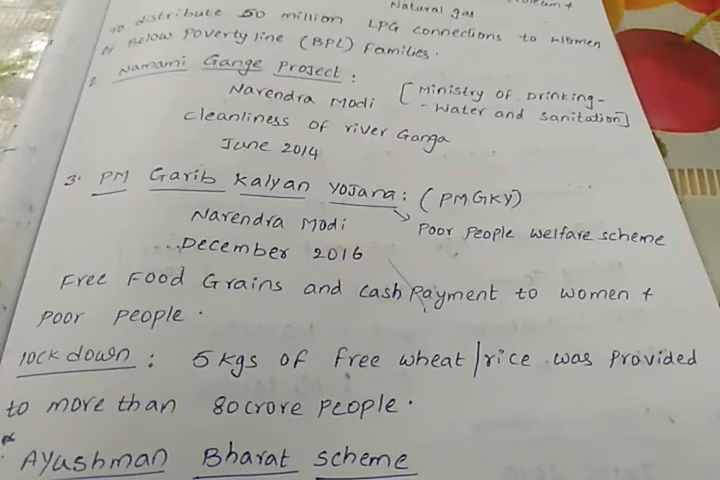 Natural gas
To distribute 50 million LPG connections to women
of Below Poverty line (BPL) Families.
2. Namami Gange Project:
Narendra Modi [Ministry of Drinking-
-Water and Sanitation]
Cleanliness of river Ganga
June 2014
3. PM Garib Kalyan Yojana: (PMGKY)
Narendra Modi → Poor People welfare scheme
...December 2016
Free Food Grains and cash Payment to women +
Poor People.
lockdown: 5 kgs of free wheat/rice was Provided
to more than 80 crore People.
* Ayushman Bharat scheme